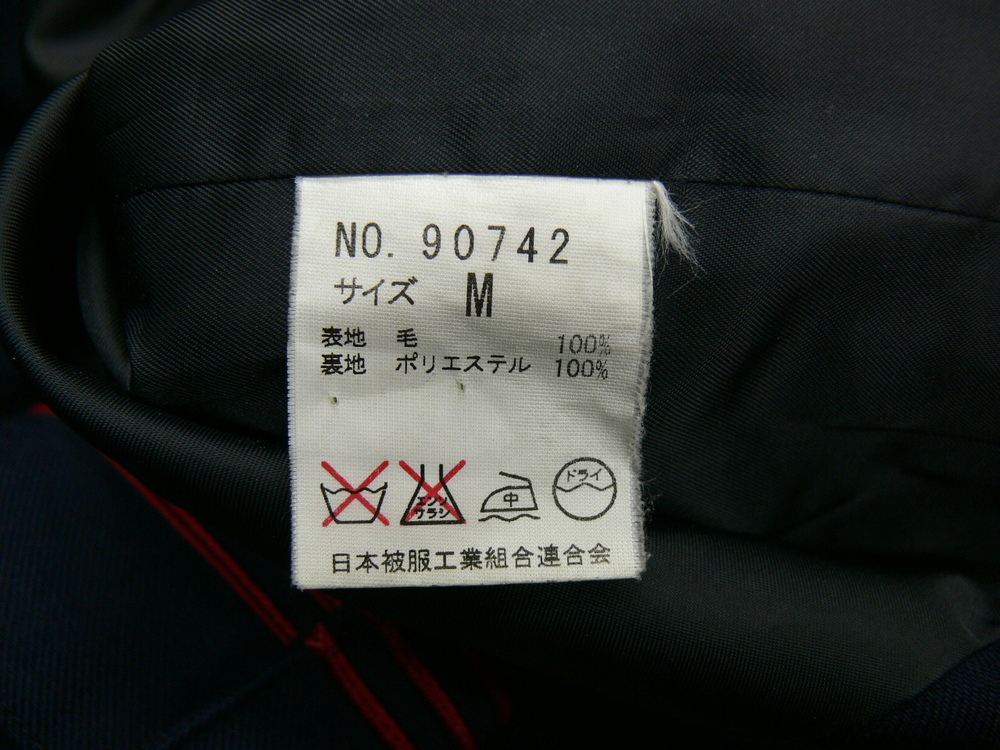 NO. 90742
サイズ M
表地 毛 100%
裏地 ポリエステル 100%
エンソ サラシ 中 ドライ
日本被服工業組合連合会